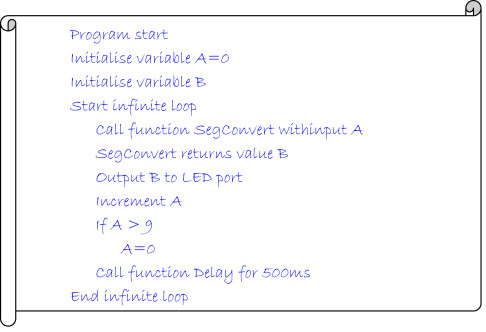 Program start
Initialise variable A=0
Initialise variable B
Start infinite loop
Call function SegConvert withinput A
SegConvert returns value B
Output B to LED port
Increment A
If A > 9
A=0
Call function Delay for 500ms
End infinite loop